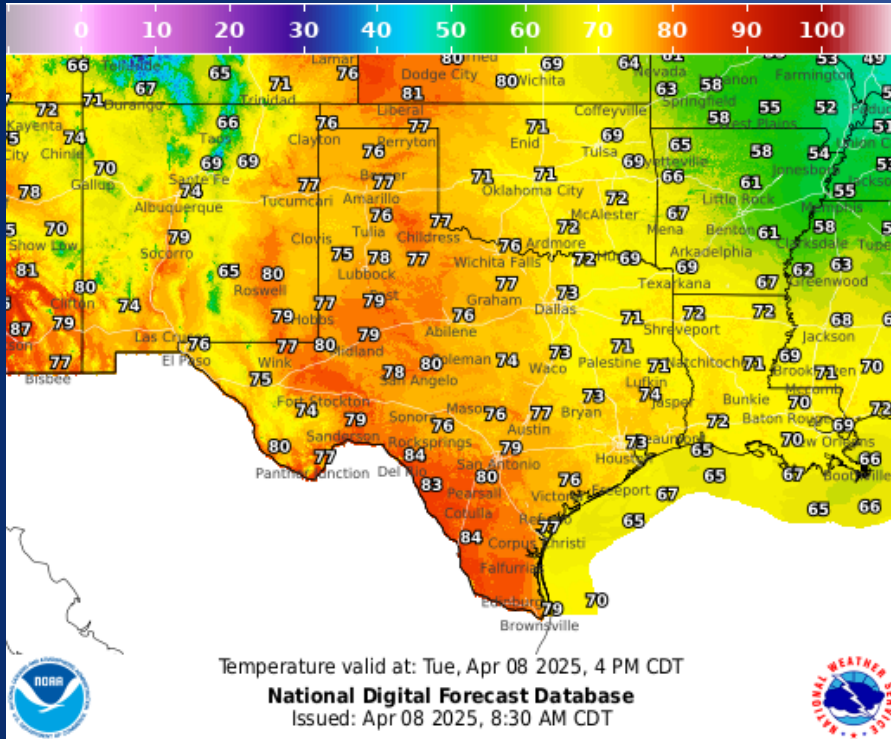 0 10 20 30 40 50 60 70 80 90 100
66 65 Lamar 76 80 69 64 61 53 49
Telluride Dodge City Wichita Nevada Farmington
67 71 81 80 63 58
Durango Trinidad Liberal Coffeyville Springfield
72 71 55 52
Kayenta 66 76 77 71 69 58 West Plains
74 Taos Clayton Perryton Enid Tulsa 65
City Chinle 76 69 58 54
70 69 69 71 71 66 Jonesboro
Gallup Santa Fe 77 77 Oklahoma City 61 55
78 74 Tucumcari Amarillo 72 Little Rock Memphis
Albuquerque 76 McAlester 67
70 79 Tulia 77 72 Mena Benton 61 58
Show Low Socorro Clovis Childress Ardmore Arkadelphia Clarksdale
81 65 80 75 78 77 76 72 69 69 62 63
80 Roswell Lubbock Wichita Falls Texarkana 67 Greenwood
Clifton 74 77 79 Post 77 73
79 79 Hobbs 76 Graham Dallas 71 72 72 68
87 Las Cruces 79 Abilene Shreveport Jackson
76 77 80 Midland 73 71 69
77 El Paso Wink 78 80 Coleman 74 Waco Palestine 71 Natchitoches 71 Brookhaven 70
Bisbee 75 San Angelo Lufkin 71 Mccomb
Fort Stockton 73 74 Jasper Bunkie 70
74 79 Sonora Mason 76 77 Bryan 72 Baton Rouge 72
Sanderson 76 Austin 73 Beaumont 69
80 77 Rocksprings 79 Houston 65 70 New Orleans
Panther Junction Del Rio 84 San Antonio 66
83 80 76 65 67 Boothville
Pearsall Victoria Freeport 67
Cotulla Refugio 65 65 66
84 77
Corpus Christi
Falfurrias
Edinburg 79 70
Brownsville
Temperature valid at: Tue, Apr 08 2025, 4 PM CDT
National Digital Forecast Database
Issued: Apr 08 2025, 8:30 AM CDT
NOAA
NATIONAL WEATHER SERVICE